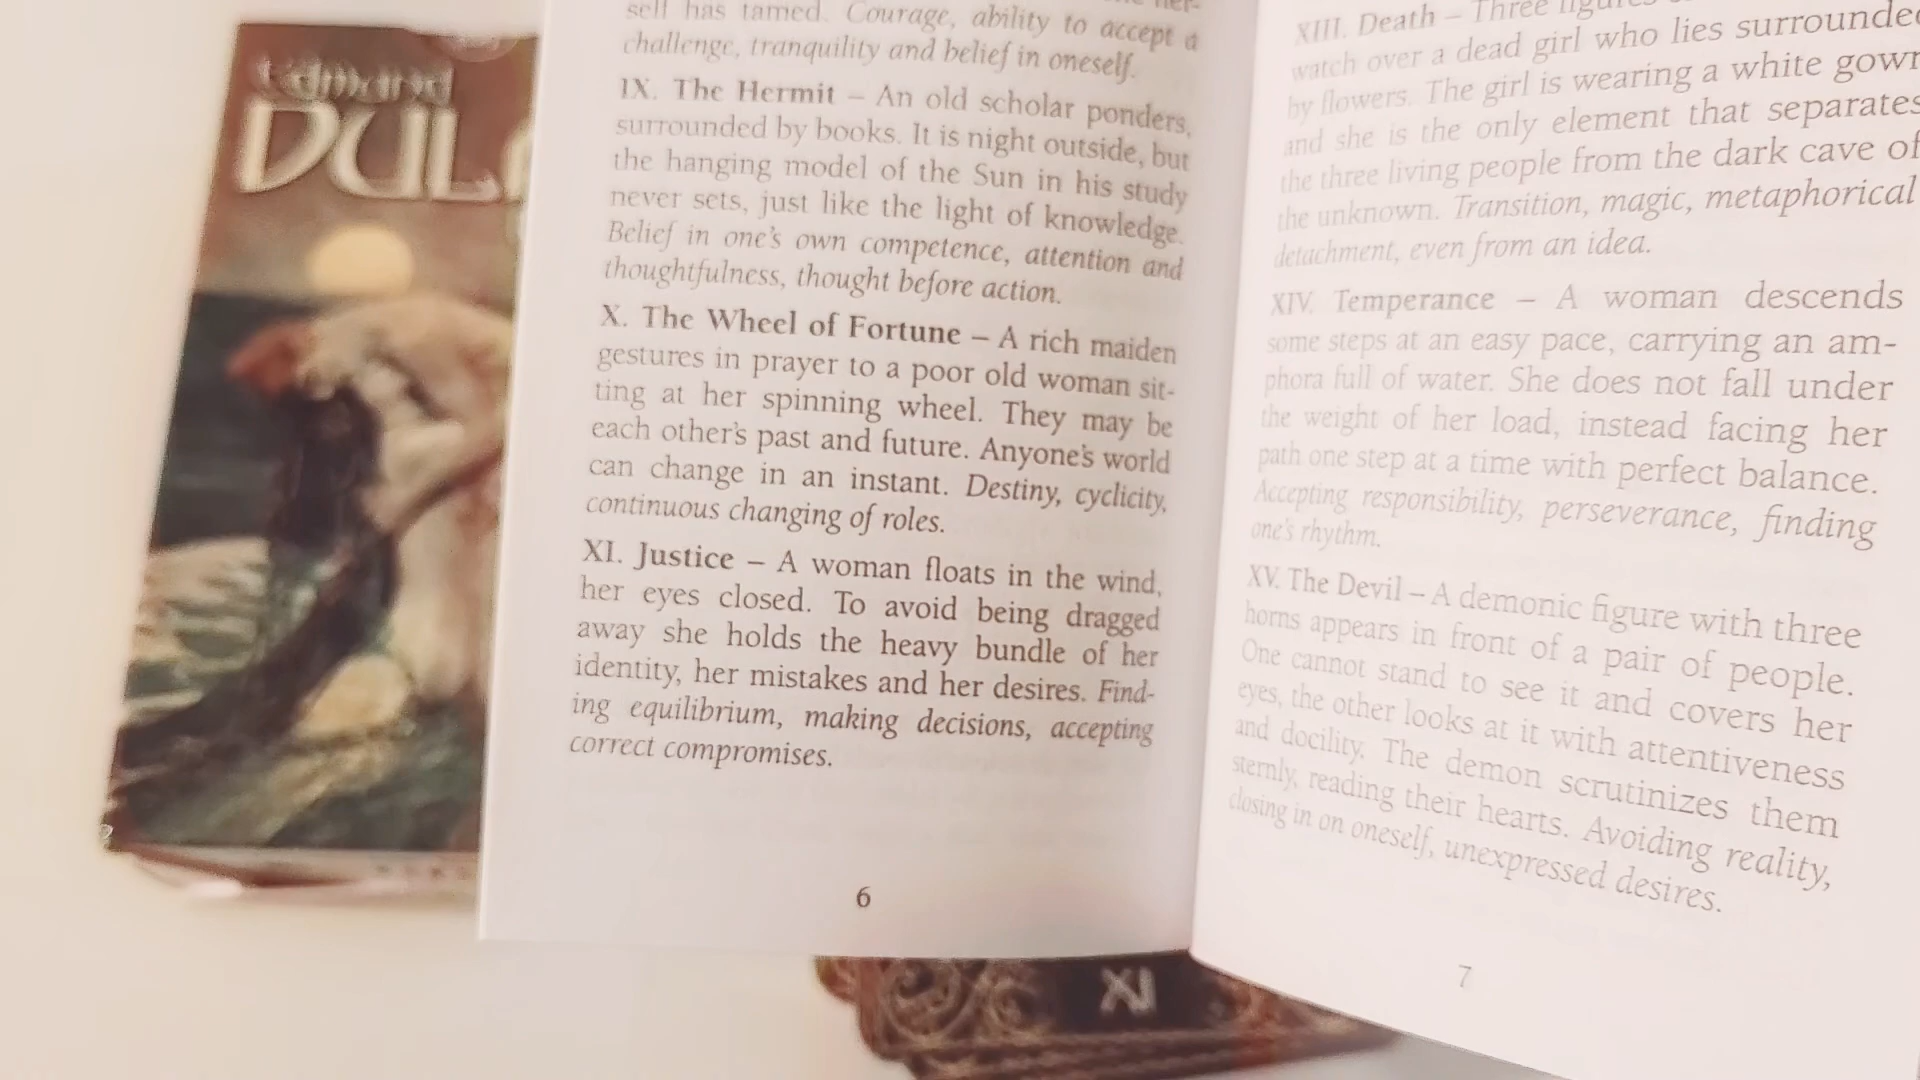 Edmund
DUL
self has tamed. Courage, ability to accept a
challenge, tranquility and belief in oneself.
IX. The Hermit – An old scholar ponders,
surrounded by books. It is night outside, but
the hanging model of the Sun in his study
never sets, just like the light of knowledge.
Belief in one's own competence, attention and
thoughtfulness, thought before action.
X. The Wheel of Fortune – A rich maiden
gestures in prayer to a poor old woman sit-
ting at her spinning wheel. They may be
each other's past and future. Anyone's world
can change in an instant. Destiny, cyclicity,
continuous changing of roles.
XI. Justice – A woman floats in the wind,
her eyes closed. To avoid being dragged
away she holds the heavy bundle of her
identity, her mistakes and her desires. Find-
ing equilibrium, making decisions, accepting
correct compromises.
6
XIII. Death – Three
watch over a dead girl who lies surrounded
by flowers. The girl is wearing a white gown
and she is the only element that separates
the three living people from the dark cave of
the unknown. Transition, magic, metaphorical
detachment, even from an idea.
XIV. Temperance – A woman descends
some steps at an easy pace, carrying an am-
phora full of water. She does not fall under
the weight of her load, instead facing her
path one step at a time with perfect balance.
Accepting responsibility, perseverance, finding
one's rhythm.
XV. The Devil – A demonic figure with three
horns appears in front of a pair of people.
One cannot stand to see it and covers her
eyes, the other looks at it with attentiveness
and docility. The demon scrutinizes them
sternly, reading their hearts. Avoiding reality,
closing in on oneself, unexpressed desires.
7
XI